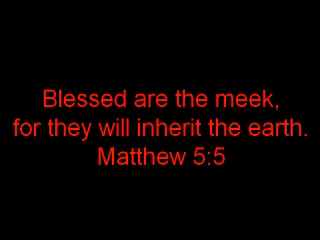 Blessed are the meek,
for they will inherit the earth.
Matthew 5:5